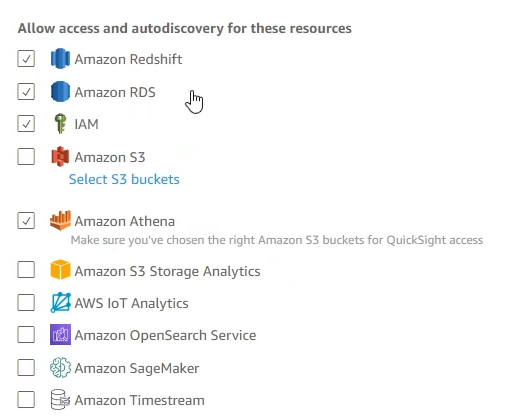 Allow access and autodiscovery for these resources
Amazon Redshift
Amazon RDS
IAM
Amazon S3
Select S3 buckets
Amazon Athena
Make sure you've chosen the right Amazon S3 buckets for QuickSight access
Amazon S3 Storage Analytics
AWS IoT Analytics
Amazon OpenSearch Service
Amazon SageMaker
Amazon Timestream